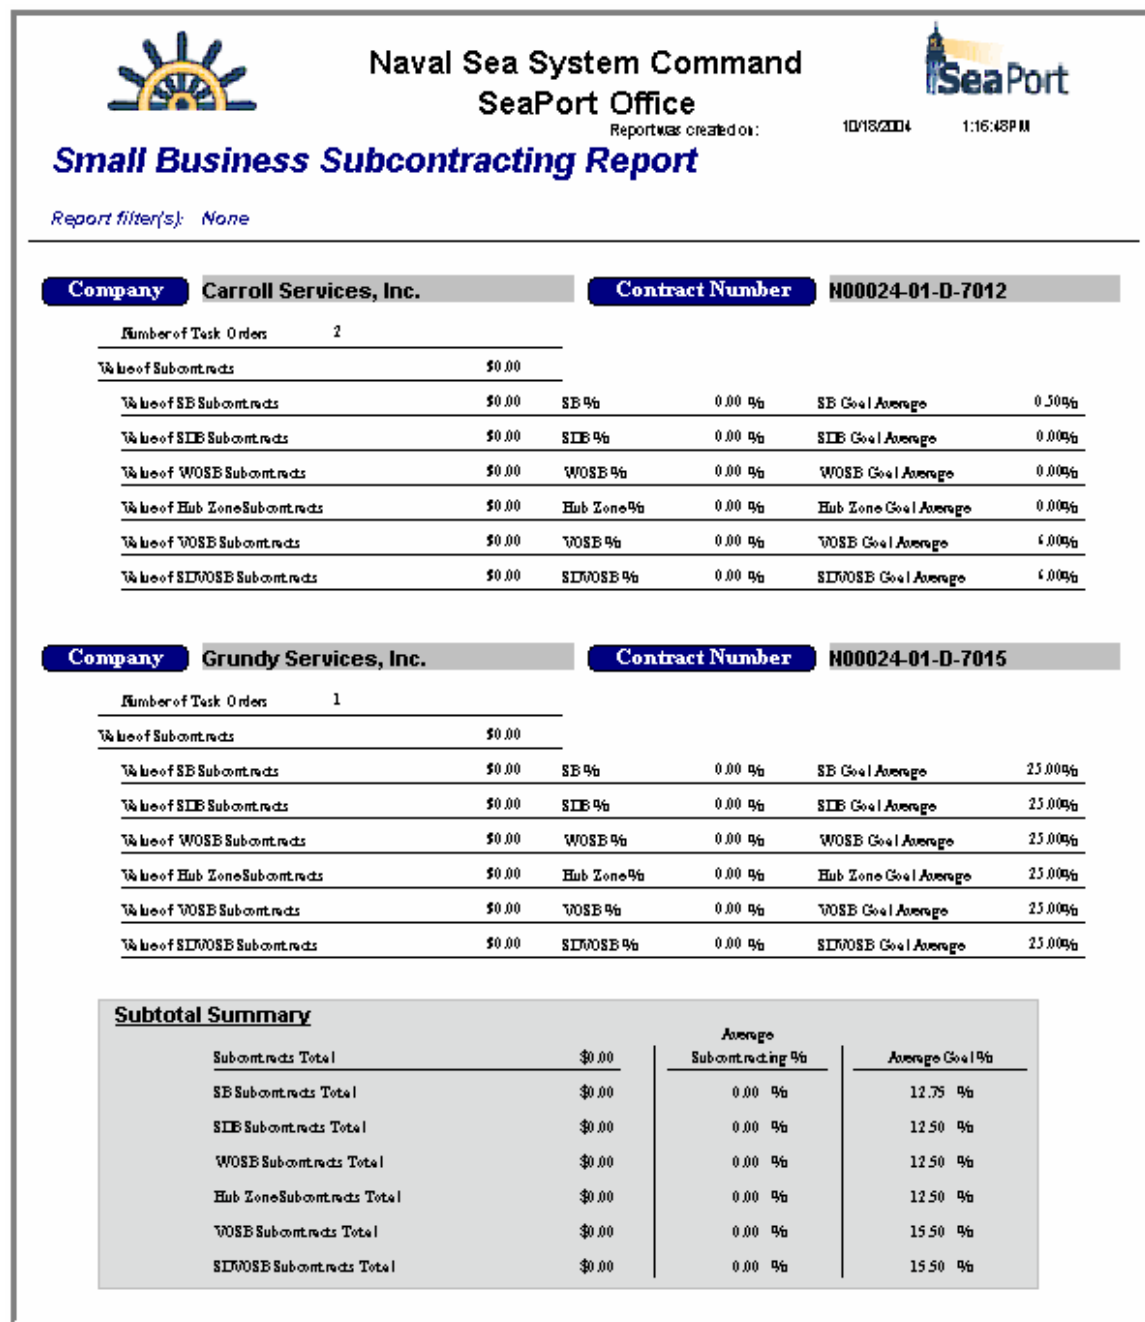 Naval Sea System Command
SeaPort Office
SeaPort
Report was created on: 10/18/2004 1:16:48PM
Small Business Subcontracting Report
Report filter(s): None
Company Carroll Services, Inc. Contract Number N00024-01-D-7012
Number of Task Orders 2
Value of Subcontracts $0.00
Value of SB Subcontracts $0.00 SB % 0.00 % SB Goal Average 0.50%
Value of SDB Subcontracts $0.00 SDB % 0.00 % SDB Goal Average 0.00%
Value of WOSB Subcontracts $0.00 WOSB % 0.00 % WOSB Goal Average 0.00%
Value of Hub Zone Subcontracts $0.00 Hub Zone % 0.00 % Hub Zone Goal Average 0.00%
Value of VOSB Subcontracts $0.00 VOSB % 0.00 % VOSB Goal Average 6.00%
Value of SDVOSB Subcontracts $0.00 SDVOSB % 0.00 % SDVOSB Goal Average 6.00%
Company Grundy Services, Inc. Contract Number N00024-01-D-7015
Number of Task Orders 1
Value of Subcontracts $0.00
Value of SB Subcontracts $0.00 SB % 0.00 % SB Goal Average 25.00%
Value of SDB Subcontracts $0.00 SDB % 0.00 % SDB Goal Average 25.00%
Value of WOSB Subcontracts $0.00 WOSB % 0.00 % WOSB Goal Average 25.00%
Value of Hub Zone Subcontracts $0.00 Hub Zone % 0.00 % Hub Zone Goal Average 25.00%
Value of VOSB Subcontracts $0.00 VOSB % 0.00 % VOSB Goal Average 25.00%
Value of SDVOSB Subcontracts $0.00 SDVOSB % 0.00 % SDVOSB Goal Average 25.00%
Subtotal Summary
Average
Subcontracts Total $0.00 Subcontracting % Average Goal %
SB Subcontracts Total $0.00 0.00 % 12.75 %
SDB Subcontracts Total $0.00 0.00 % 12.50 %
WOSB Subcontracts Total $0.00 0.00 % 12.50 %
Hub Zone Subcontracts Total $0.00 0.00 % 12.50 %
VOSB Subcontracts Total $0.00 0.00 % 15.50 %
SDVOSB Subcontracts Total $0.00 0.00 % 15.50 %